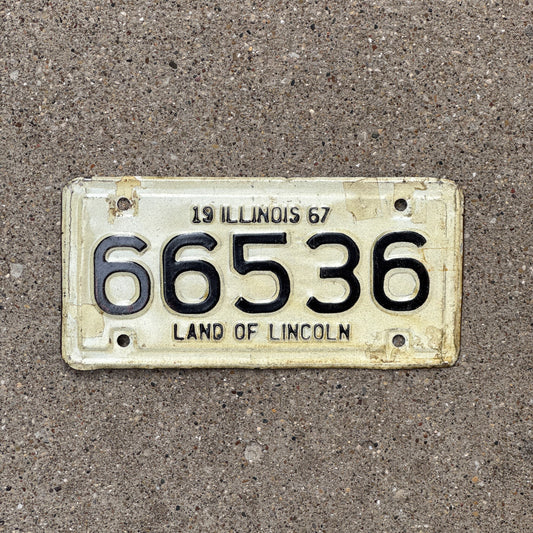 19 ILLINOIS 67
66536
LAND OF LINCOLN